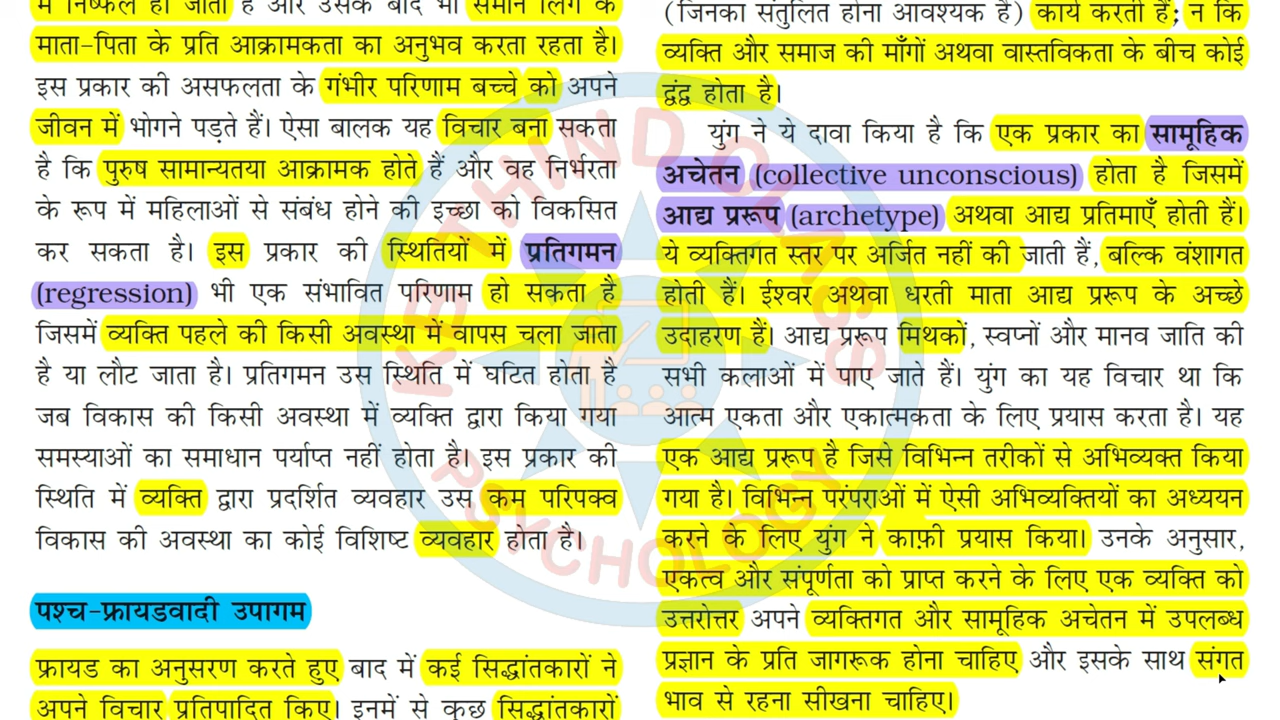 में निष्फल हो जाता है और उसके बाद भी समान लिंग के
माता-पिता के प्रति आक्रामकता का अनुभव करता रहता है।
इस प्रकार की असफलता के गंभीर परिणाम बच्चे को अपने
जीवन में भोगने पड़ते हैं। ऐसा बालक यह विचार बना सकता
है कि पुरुष सामान्यतया आक्रामक होते हैं और वह निर्भरता
के रूप में महिलाओं से संबंध होने की इच्छा को विकसित
कर सकता है। इस प्रकार की स्थितियों में प्रतिगमन
(regression) भी एक संभावित परिणाम हो सकता है
जिसमें व्यक्ति पहले की किसी अवस्था में वापस चला जाता
है या लौट जाता है। प्रतिगमन उस स्थिति में घटित होता है
जब विकास की किसी अवस्था में व्यक्ति द्वारा किया गया
समस्याओं का समाधान पर्याप्त नहीं होता है। इस प्रकार की
स्थिति में व्यक्ति द्वारा प्रदर्शित व्यवहार उस कम परिपक्व
विकास की अवस्था का कोई विशिष्ट व्यवहार होता है।
पश्च-फ्रायडवादी उपागम
फ्रायड का अनुसरण करते हुए बाद में कई सिद्धांतकारों ने
अपने विचार प्रतिपादित किए। इनमें से कुछ सिद्धांतकारों
(जिनका संतुलित होना आवश्यक है) कार्य करती हैं; न कि
व्यक्ति और समाज की माँगों अथवा वास्तविकता के बीच कोई
द्वंद्व होता है।
युंग ने ये दावा किया है कि एक प्रकार का सामूहिक
अचेतन (collective unconscious) होता है जिसमें
आद्य प्ररूप (archetype) अथवा आद्य प्रतिमाएँ होती हैं।
ये व्यक्तिगत स्तर पर अर्जित नहीं की जाती हैं, बल्कि वंशागत
होती हैं। ईश्वर अथवा धरती माता आद्य प्ररूप के अच्छे
उदाहरण हैं। आद्य प्ररूप मिथकों, स्वप्नों और मानव जाति की
सभी कलाओं में पाए जाते हैं। युंग का यह विचार था कि
आत्म एकता और एकात्मकता के लिए प्रयास करता है। यह
एक आद्य प्ररूप है जिसे विभिन्न तरीकों से अभिव्यक्त किया
गया है। विभिन्न परंपराओं में ऐसी अभिव्यक्तियों का अध्ययन
करने के लिए युंग ने काफ़ी प्रयास किया। उनके अनुसार,
एकत्व और संपूर्णता को प्राप्त करने के लिए एक व्यक्ति को
उत्तरोत्तर अपने व्यक्तिगत और सामूहिक अचेतन में उपलब्ध
प्रज्ञान के प्रति जागरूक होना चाहिए और इसके साथ संगत
भाव से रहना सीखना चाहिए।
PSYCHOLOGY